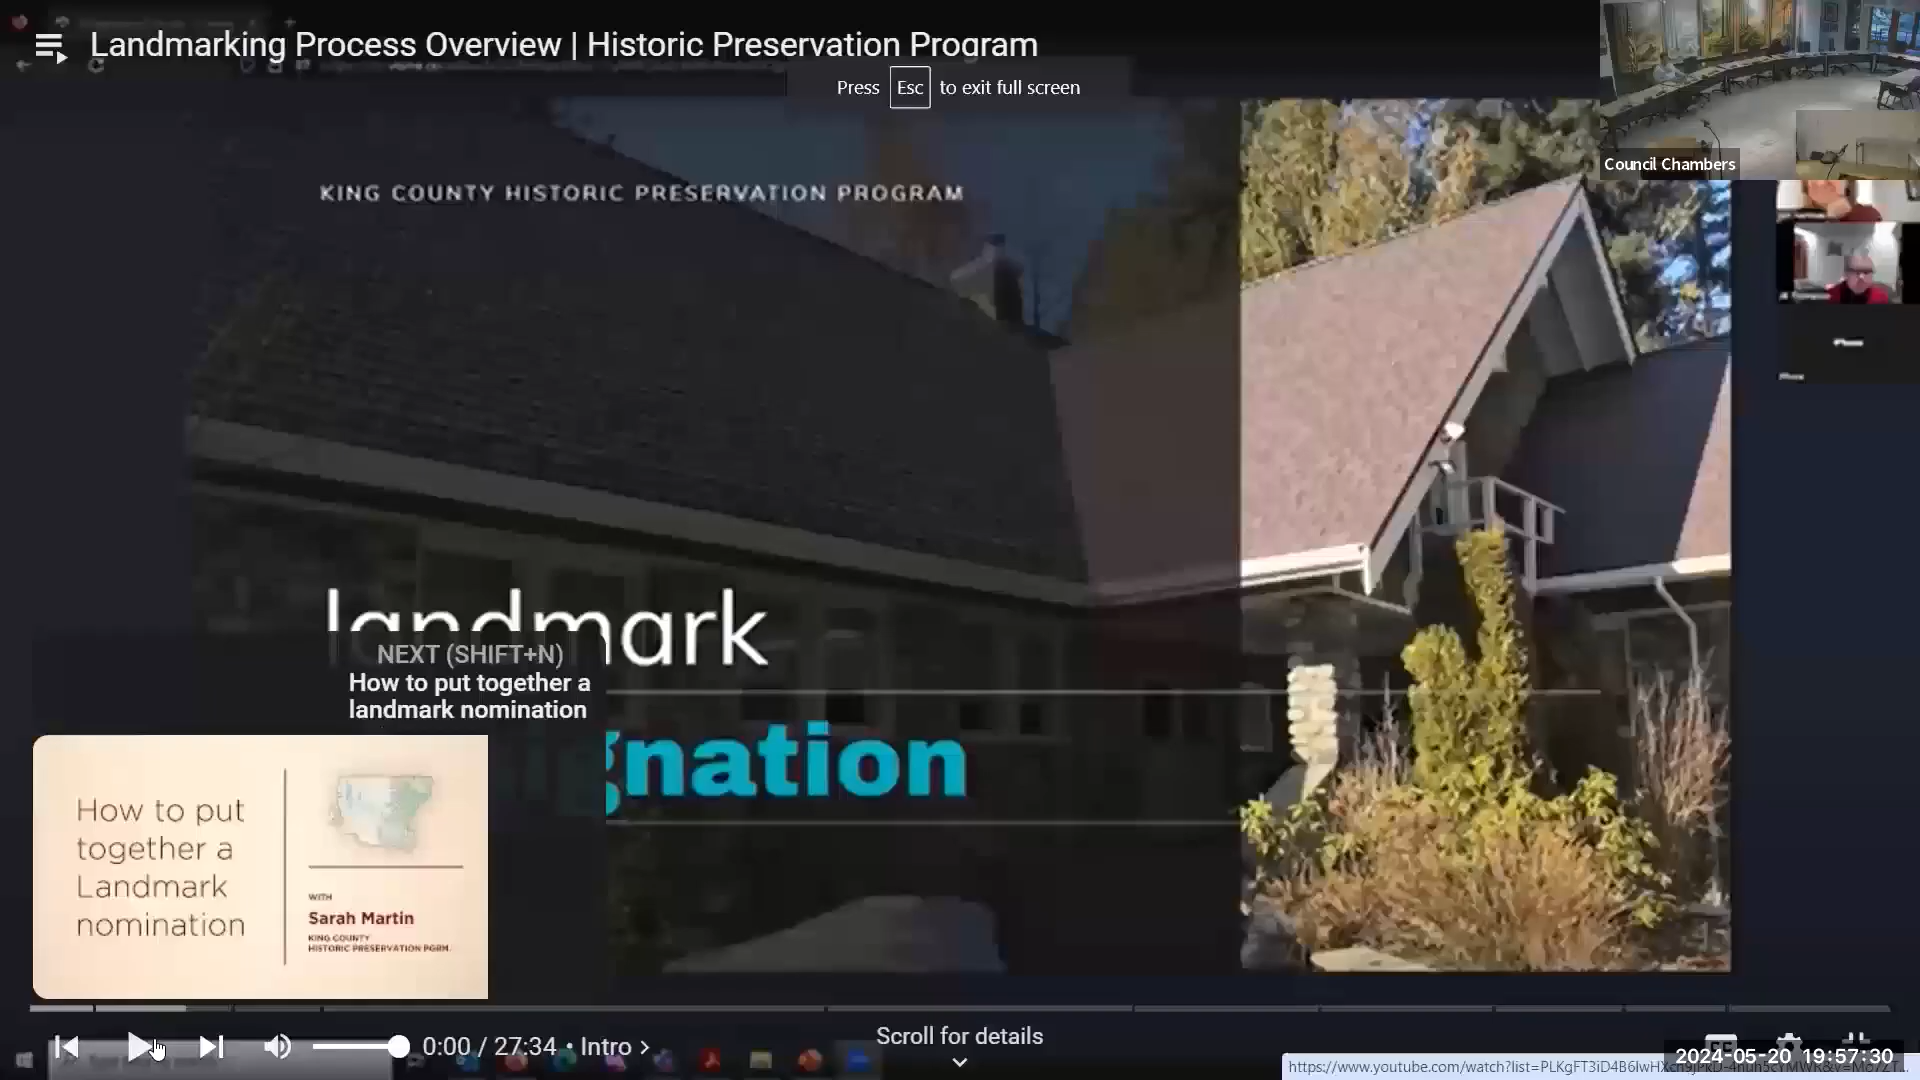 Landmarking Process Overview | Historic Preservation Program
Press Esc to exit full screen
Council Chambers
KING COUNTY HISTORIC PRESERVATION PROGRAM
landmark
NEXT (SHIFT+N)
How to put together a
landmark nomination
gnation
How to put
together a
Landmark
nomination
WITH
Sarah Martin
KING COUNTY
HISTORIC PRESERVATION PGRM.
0:00 / 27:34 • Intro >
Scroll for details
2024-05-20 19:57:30